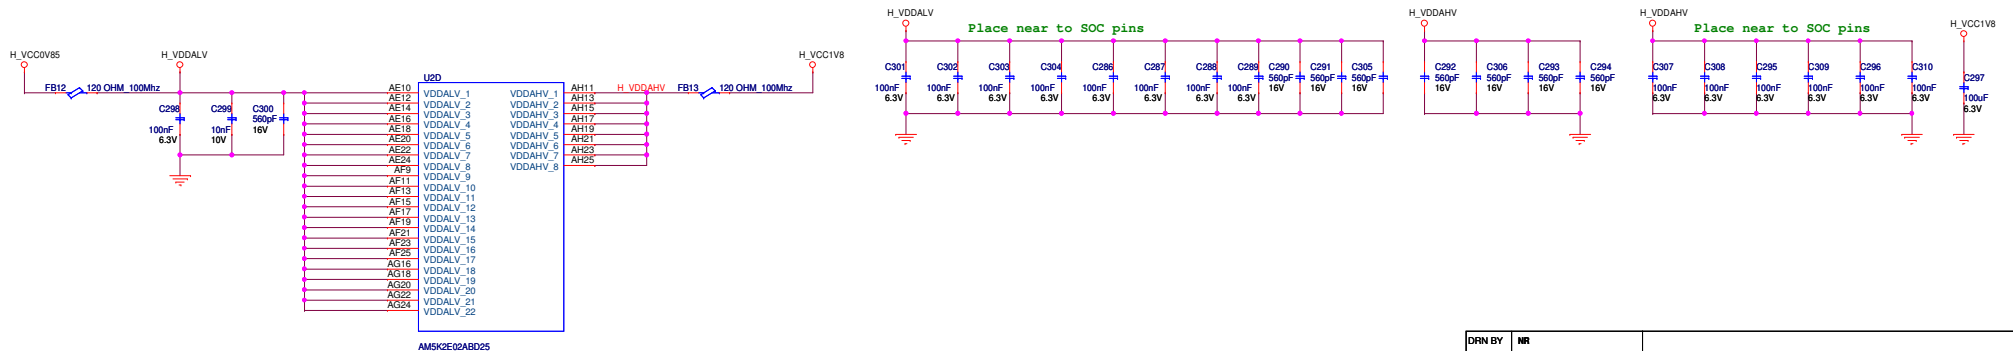 H_VCC0V85
H_VDDALV
FB12
120 OHM_100Mhz
C298
100nF
6.3V
C299
10nF
10V
C300
560pF
16V
U2D
AE10
VDDALV_1
AE12
VDDALV_2
AE14
VDDALV_3
AE16
VDDALV_4
AE18
VDDALV_5
AE20
VDDALV_6
AE22
VDDALV_7
AE24
VDDALV_8
AF9
VDDALV_9
AF11
VDDALV_10
AF13
VDDALV_11
AF15
VDDALV_12
AF17
VDDALV_13
AF19
VDDALV_14
AF21
VDDALV_15
AF23
VDDALV_16
AF25
VDDALV_17
AG16
VDDALV_18
AG18
VDDALV_19
AG20
VDDALV_20
AG22
VDDALV_21
AG24
VDDALV_22
VDDAHV_1
AH11
VDDAHV_2
AH13
VDDAHV_3
AH15
VDDAHV_4
AH17
VDDAHV_5
AH19
VDDAHV_6
AH21
VDDAHV_7
AH23
VDDAHV_8
AH25
AM5K2E02ABD25
H_VDDAHV
FB13
120 OHM_100Mhz
H_VCC1V8
H_VDDALV
Place near to SOC pins
C301
100nF
6.3V
C302
100nF
6.3V
C303
100nF
6.3V
C304
100nF
6.3V
C286
100nF
6.3V
C287
100nF
6.3V
C288
100nF
6.3V
C289
100nF
6.3V
C290
560pF
16V
C291
560pF
16V
C305
560pF
16V
H_VDDAHV
C292
560pF
16V
C306
560pF
16V
C293
560pF
16V
C294
560pF
16V
H_VDDAHV
Place near to SOC pins
C307
100nF
6.3V
C308
100nF
6.3V
C295
100nF
6.3V
C309
100nF
6.3V
C296
100nF
6.3V
C310
100nF
6.3V
H_VCC1V8
C297
100uF
6.3V
DRN BY
NR